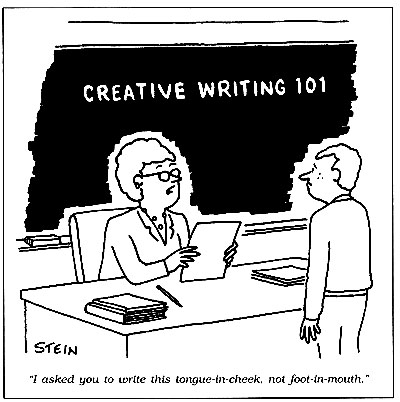 CREATIVE WRITING 101
STEIN
"I asked you to write this tongue-in-cheek, not foot-in-mouth."